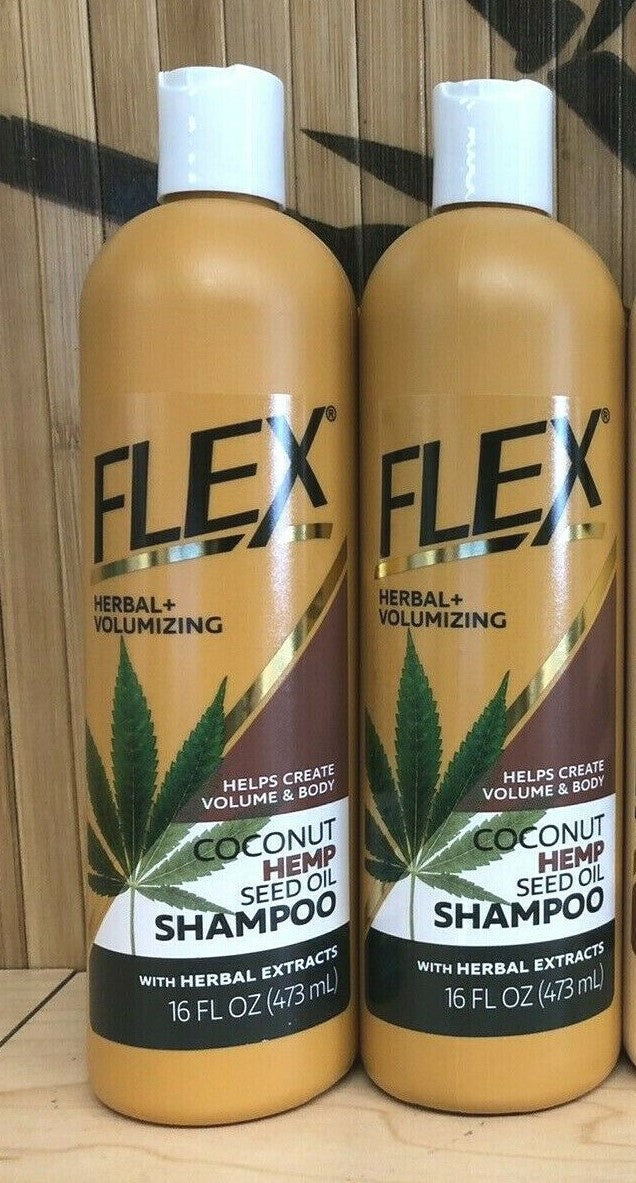 FLEX®
HERBAL+
VOLUMIZING
HELPS CREATE
VOLUME & BODY
COCONUT
HEMP
SEED OIL
SHAMPOO
WITH HERBAL EXTRACTS
16 FL OZ (473 mL)
FLEX®
HERBAL+
VOLUMIZING
HELPS CREATE
VOLUME & BODY
COCONUT
HEMP
SEED OIL
SHAMPOO
WITH HERBAL EXTRACTS
16 FL OZ (473 mL)